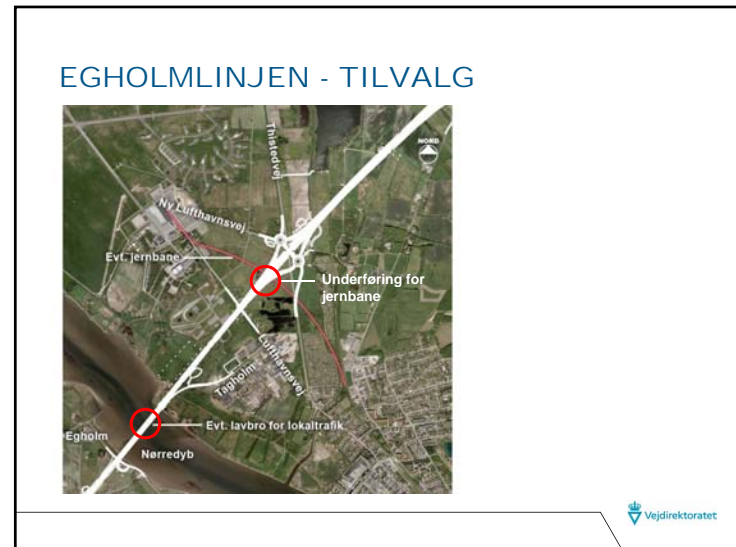 EGHOLMLINJEN - TILVALG
NORD
Thistedvej
Ny Lufthavnsvej
Evt. jernbane
Underføring for
jernbane
Lufthavnsvej
Tagholm
Evt. lavbro for lokaltrafik
Egholm
Nørredyb
Vejdirektoratet